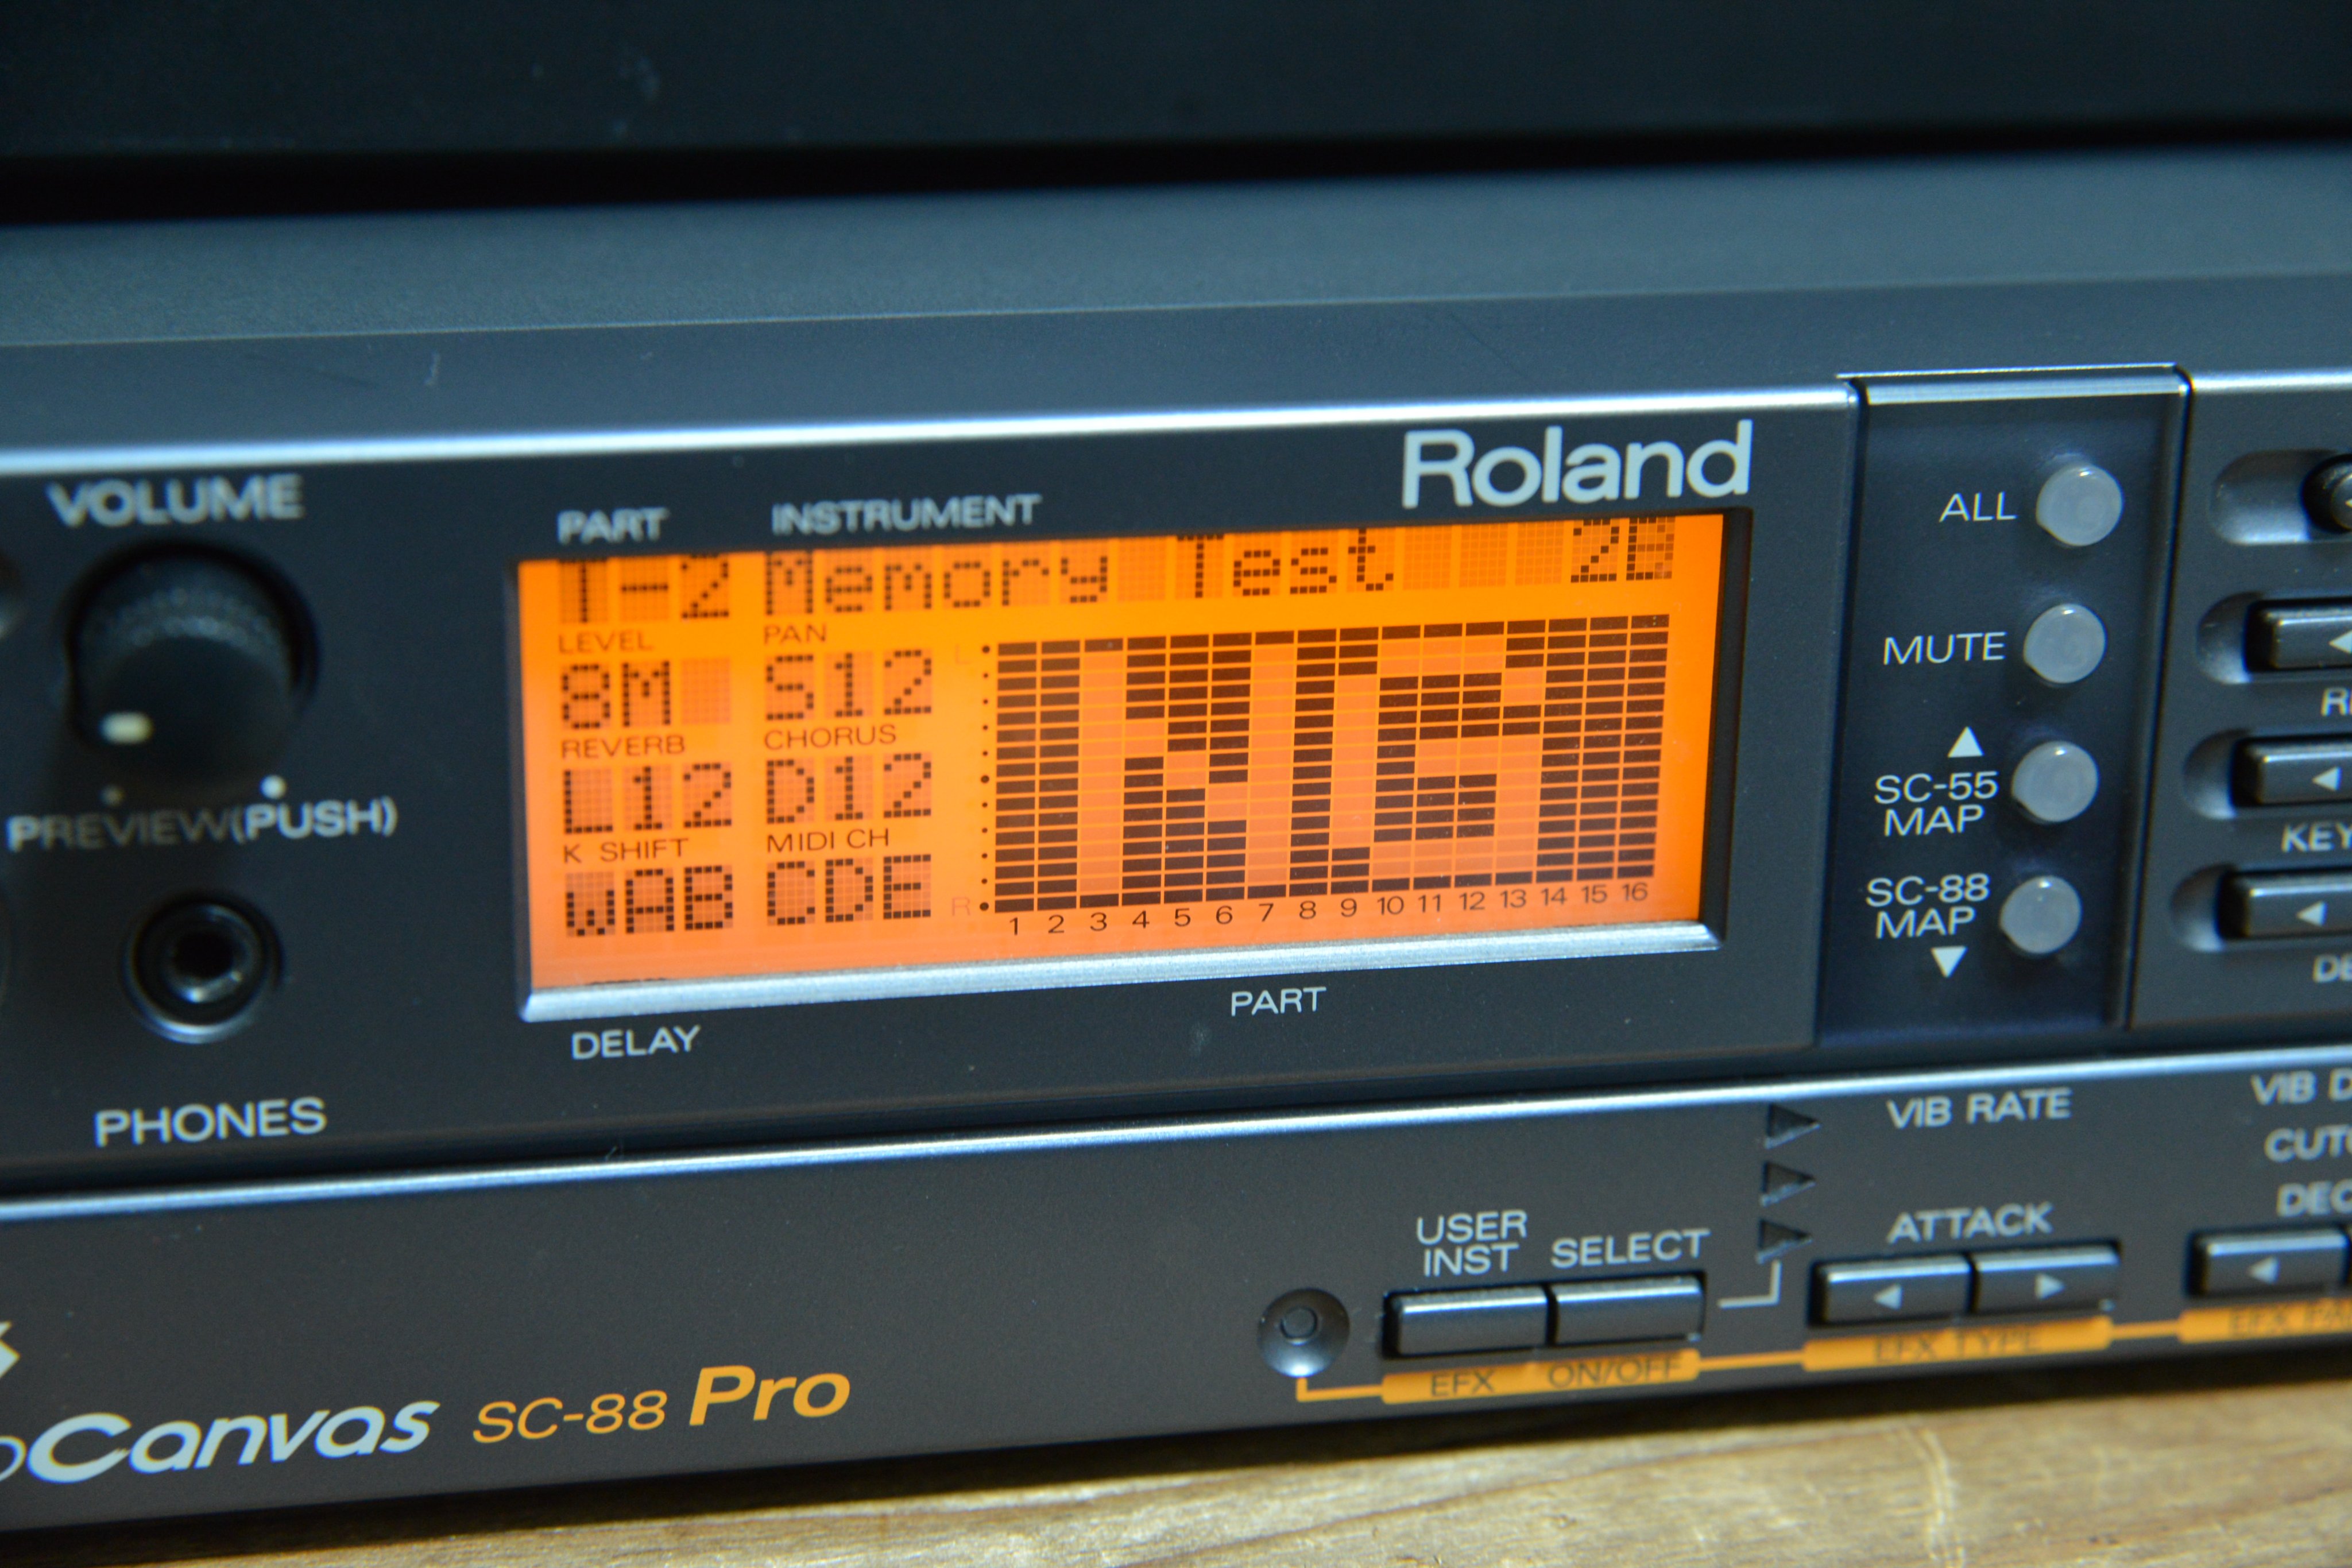 Roland
VOLUME
PART INSTRUMENT
ALL
T-2 Memory Test
LEVEL PAN
MUTE
8M S12
REVERB CHORUS
L12 D12
SC-55
MAP
PREVIEW(PUSH)
K SHIFT MIDI CH
wAB CDE
L
R
1 2 3 4 5 6 7 8 9 10 11 12 13 14 15 16
NG
SC-88
MAP
PART
DELAY
PHONES
VIB RATE
USER
INST SELECT
ATTACK
EFX ON/OFF
EFX TYPE
Canvas SC-88 Pro